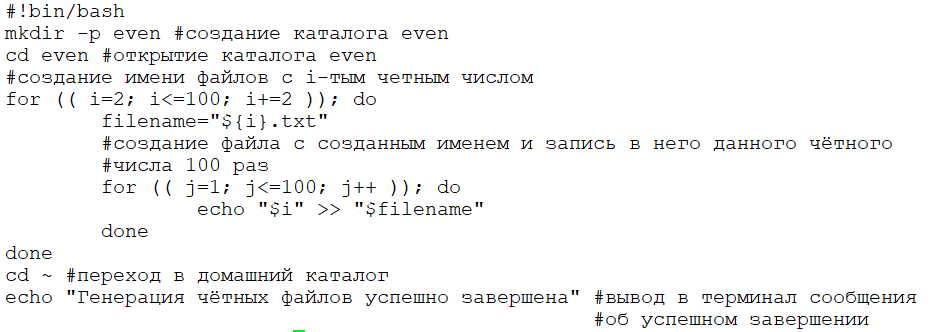 #!bin/bash
mkdir -p even #создание каталога even
cd even #открытие каталога even
#создание имени файлов с i-тым четным числом
for (( i=2; i<=100; i+=2 )); do
        filename="${i}.txt"
        #создание файла с созданным именем и запись в него данного чётного
        #числа 100 раз
        for (( j=1; j<=100; j++ )); do
                echo "$i" >> "$filename"
        done
done
cd ~ #переход в домашний каталог
echo "Генерация чётных файлов успешно завершена" #вывод в терминал сообщения
                                                 #об успешном завершении